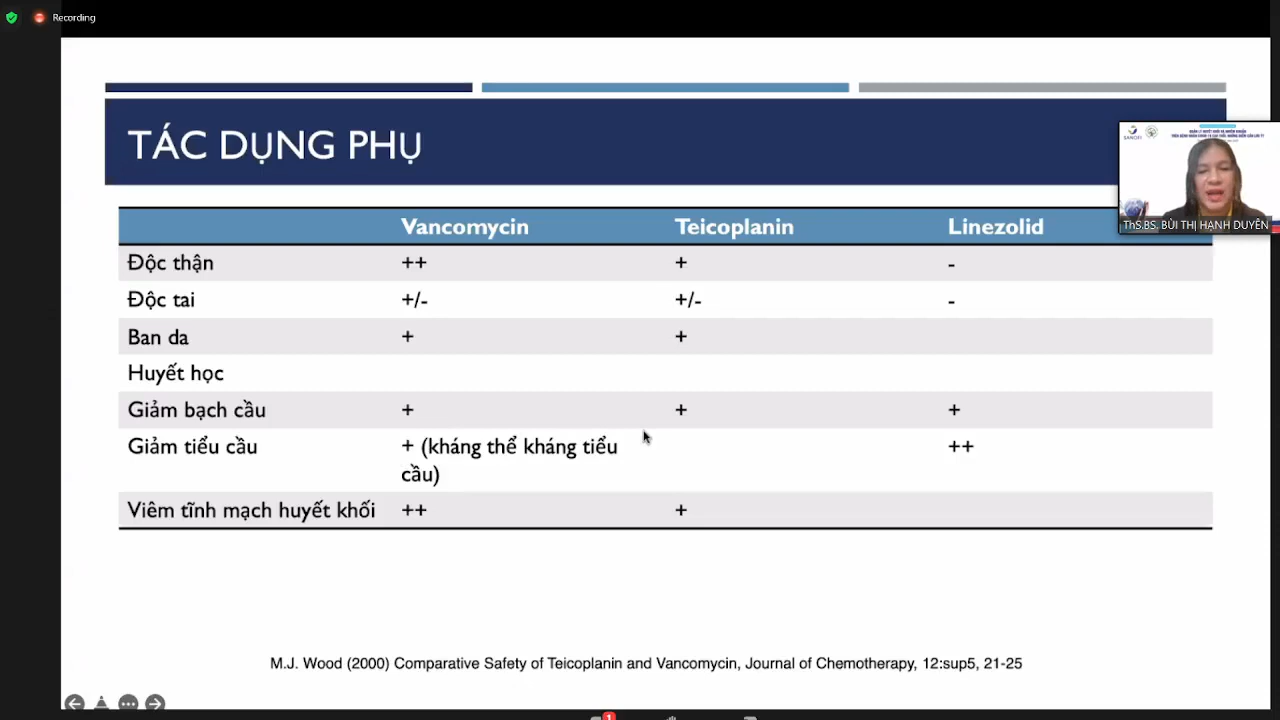 Recording
TÁC DỤNG PHỤ
SANOFI
ThS.BS. BÙI THỊ HẠNH DUYÊN
Vancomycin Teicoplanin Linezolid
Độc thận ++ + -
Độc tai +/- +/- -
Ban da + +
Huyết học
Giảm bạch cầu + + +
Giảm tiểu cầu + (kháng thể kháng tiểu cầu) ++
Viêm tĩnh mạch huyết khối ++ +
M.J. Wood (2000) Comparative Safety of Teicoplanin and Vancomycin, Journal of Chemotherapy, 12:sup5, 21-25
1